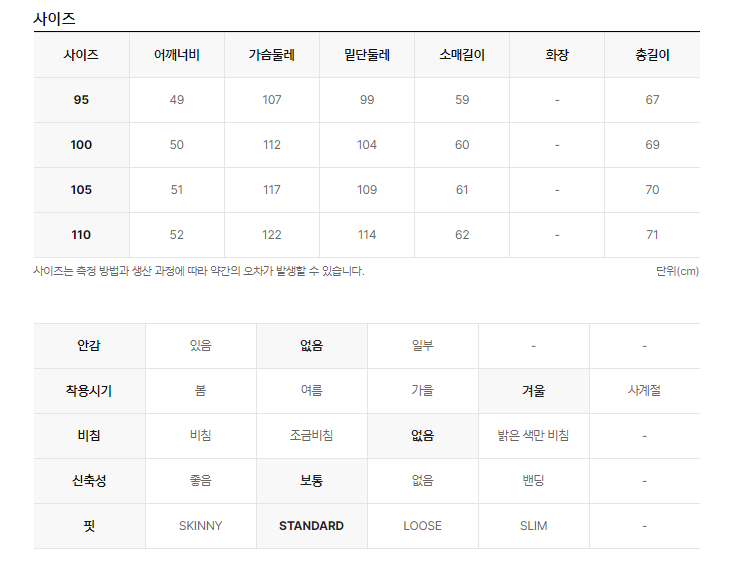 사이즈
사이즈 어깨너비 가슴둘레 밑단둘레 소매길이 화장 총길이
95 49 107 99 59 - 67
100 50 112 104 60 - 69
105 51 117 109 61 - 70
110 52 122 114 62 - 71
사이즈는 측정 방법과 생산 과정에 따라 약간의 오차가 발생할 수 있습니다. 단위(cm)
안감 있음 없음 일부 - -
착용시기 봄 여름 가을 겨울 사계절
비침 비침 조금비침 없음 밝은 색만 비침 -
신축성 좋음 보통 없음 밴딩 -
핏 SKINNY STANDARD LOOSE SLIM -